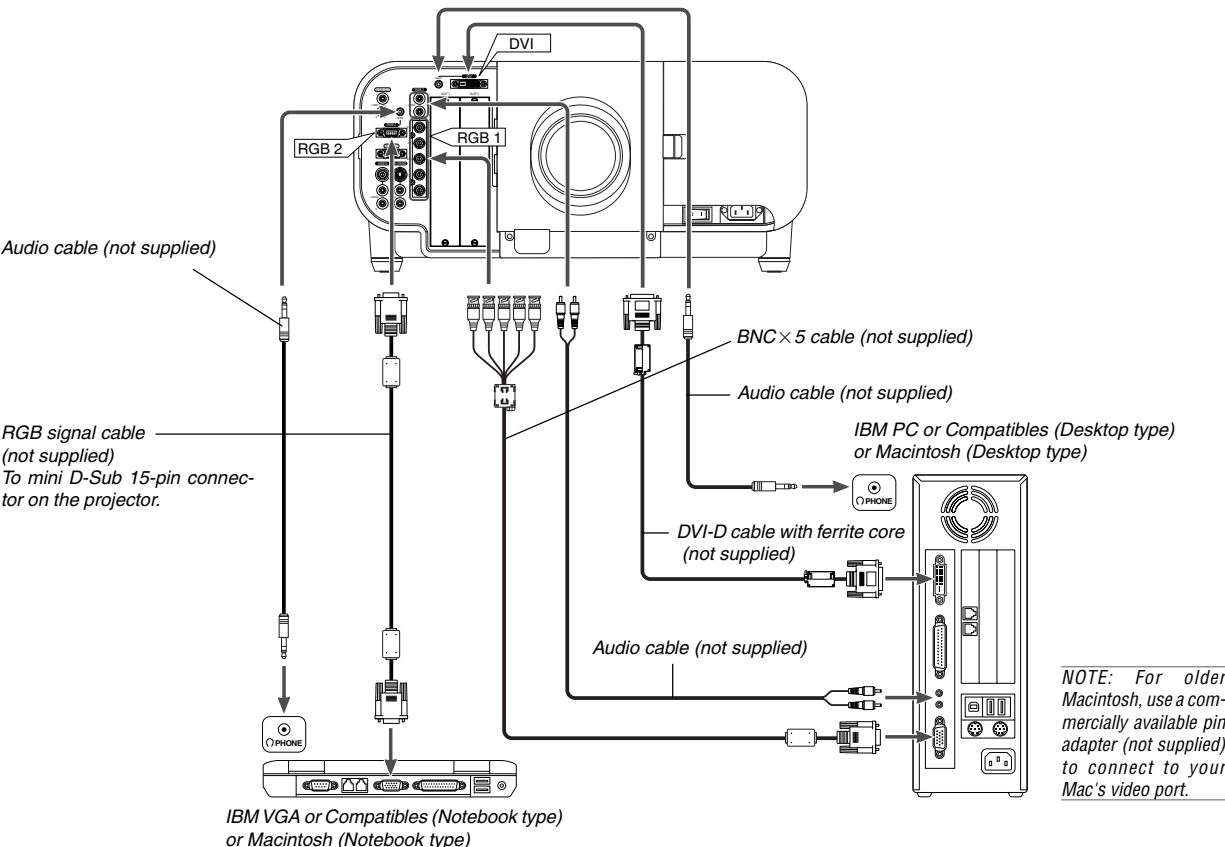 DVI
RGB 1
RGB 2
Audio cable (not supplied)
BNC×5 cable (not supplied)
Audio cable (not supplied)
RGB signal cable
(not supplied)
To mini D-Sub 15-pin connec-
tor on the projector.
IBM PC or Compatibles (Desktop type)
or Macintosh (Desktop type)
PHONE
DVI-D cable with ferrite core
(not supplied)
Audio cable (not supplied)
NOTE: For older
Macintosh, use a com-
mercially available pin
adapter (not supplied)
to connect to your
Mac's video port.
PHONE
IBM VGA or Compatibles (Notebook type)
or Macintosh (Notebook type)